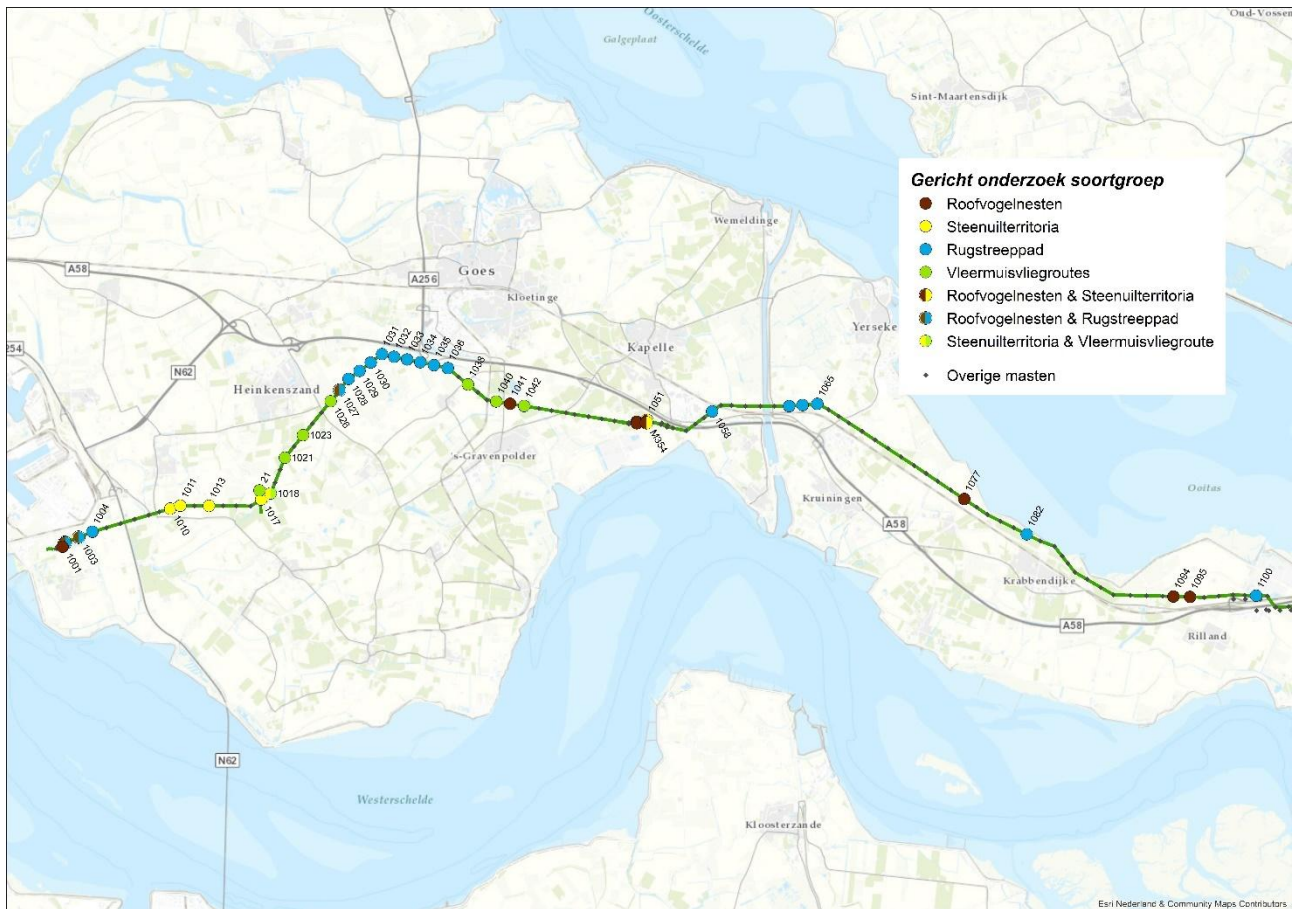 Oud-Vossen
Oosterschelde
Galgeplaat
Sint-Maartensdijk
Gericht onderzoek soortgroep
Roofvogelnesten
Steenuilterritoria
Rugstreeppad
Vleermuisvliegroutes
Roofvogelnesten & Steenuilterritoria
Roofvogelnesten & Rugstreeppad
Steenuilterritoria & Vleermuisvliegroute
Overige masten
Wemeldinge
A58
A256
Goes
Kloetinge
Yerseke
Kapelle
254
N62
Heinkenszand
1031
1032
1033
1034
1035
1096
1030
1029
1028
1027
1026
1038
1040
1041
1042
1051
M354
1058
1065
1023
1021
's-Gravenpolder
21
1018
1017
1013
1011
1010
1004
1003
1001
Kruiningen
1077
Ooitas
A58
1082
Krabbendijke
1094
1095
1100
A58
Rilland
N62
Westerschelde
Kloosterzande
Esri Nederland & Community Maps Contributors